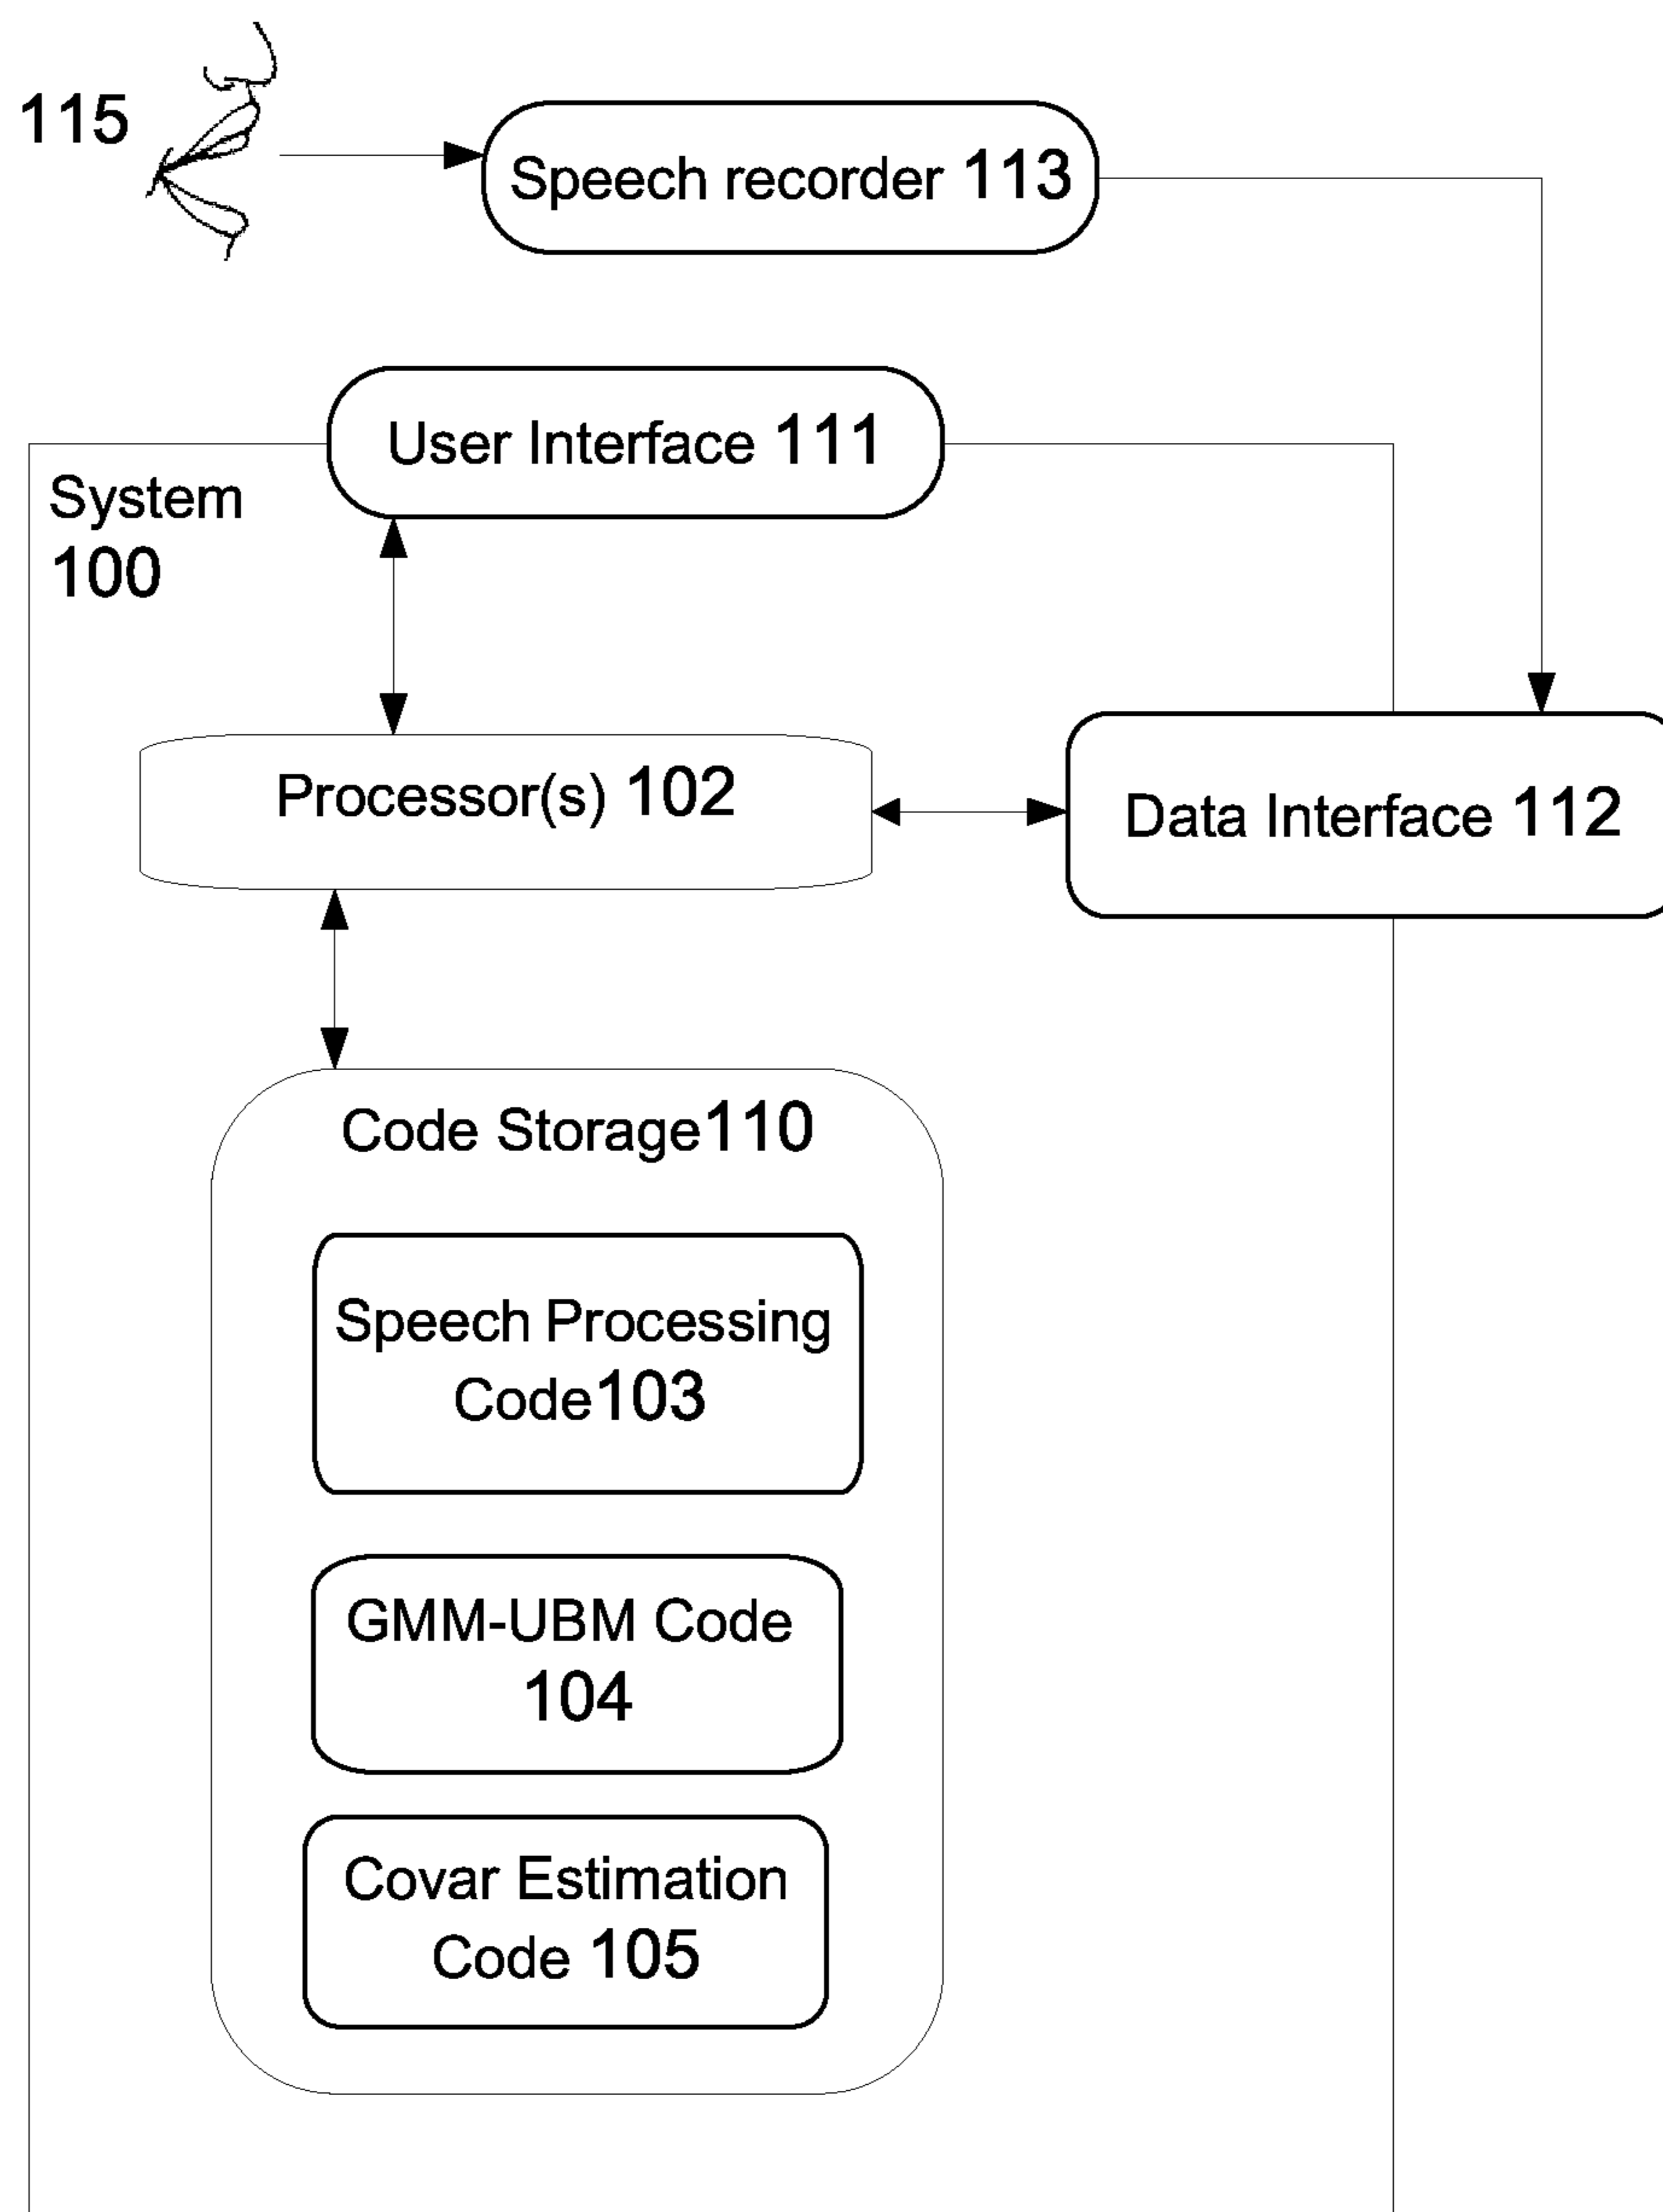 115
Speech recorder 113
User Interface 111
System
100
Processor(s) 102
Data Interface 112
Code Storage110
Speech Processing
Code103
GMM-UBM Code
104
Covar Estimation
Code 105